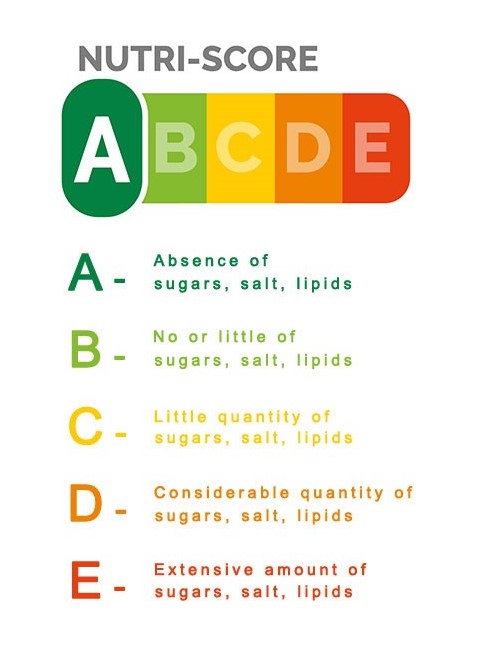 NUTRI-SCORE
A B C D E
A - Absence of
sugars, salt, lipids
B - No or little of
sugars, salt, lipids
C - Little quantity of
sugars, salt, lipids
D - Considerable quantity of
sugars, salt, lipids
E - Extensive amount of
sugars, salt, lipids